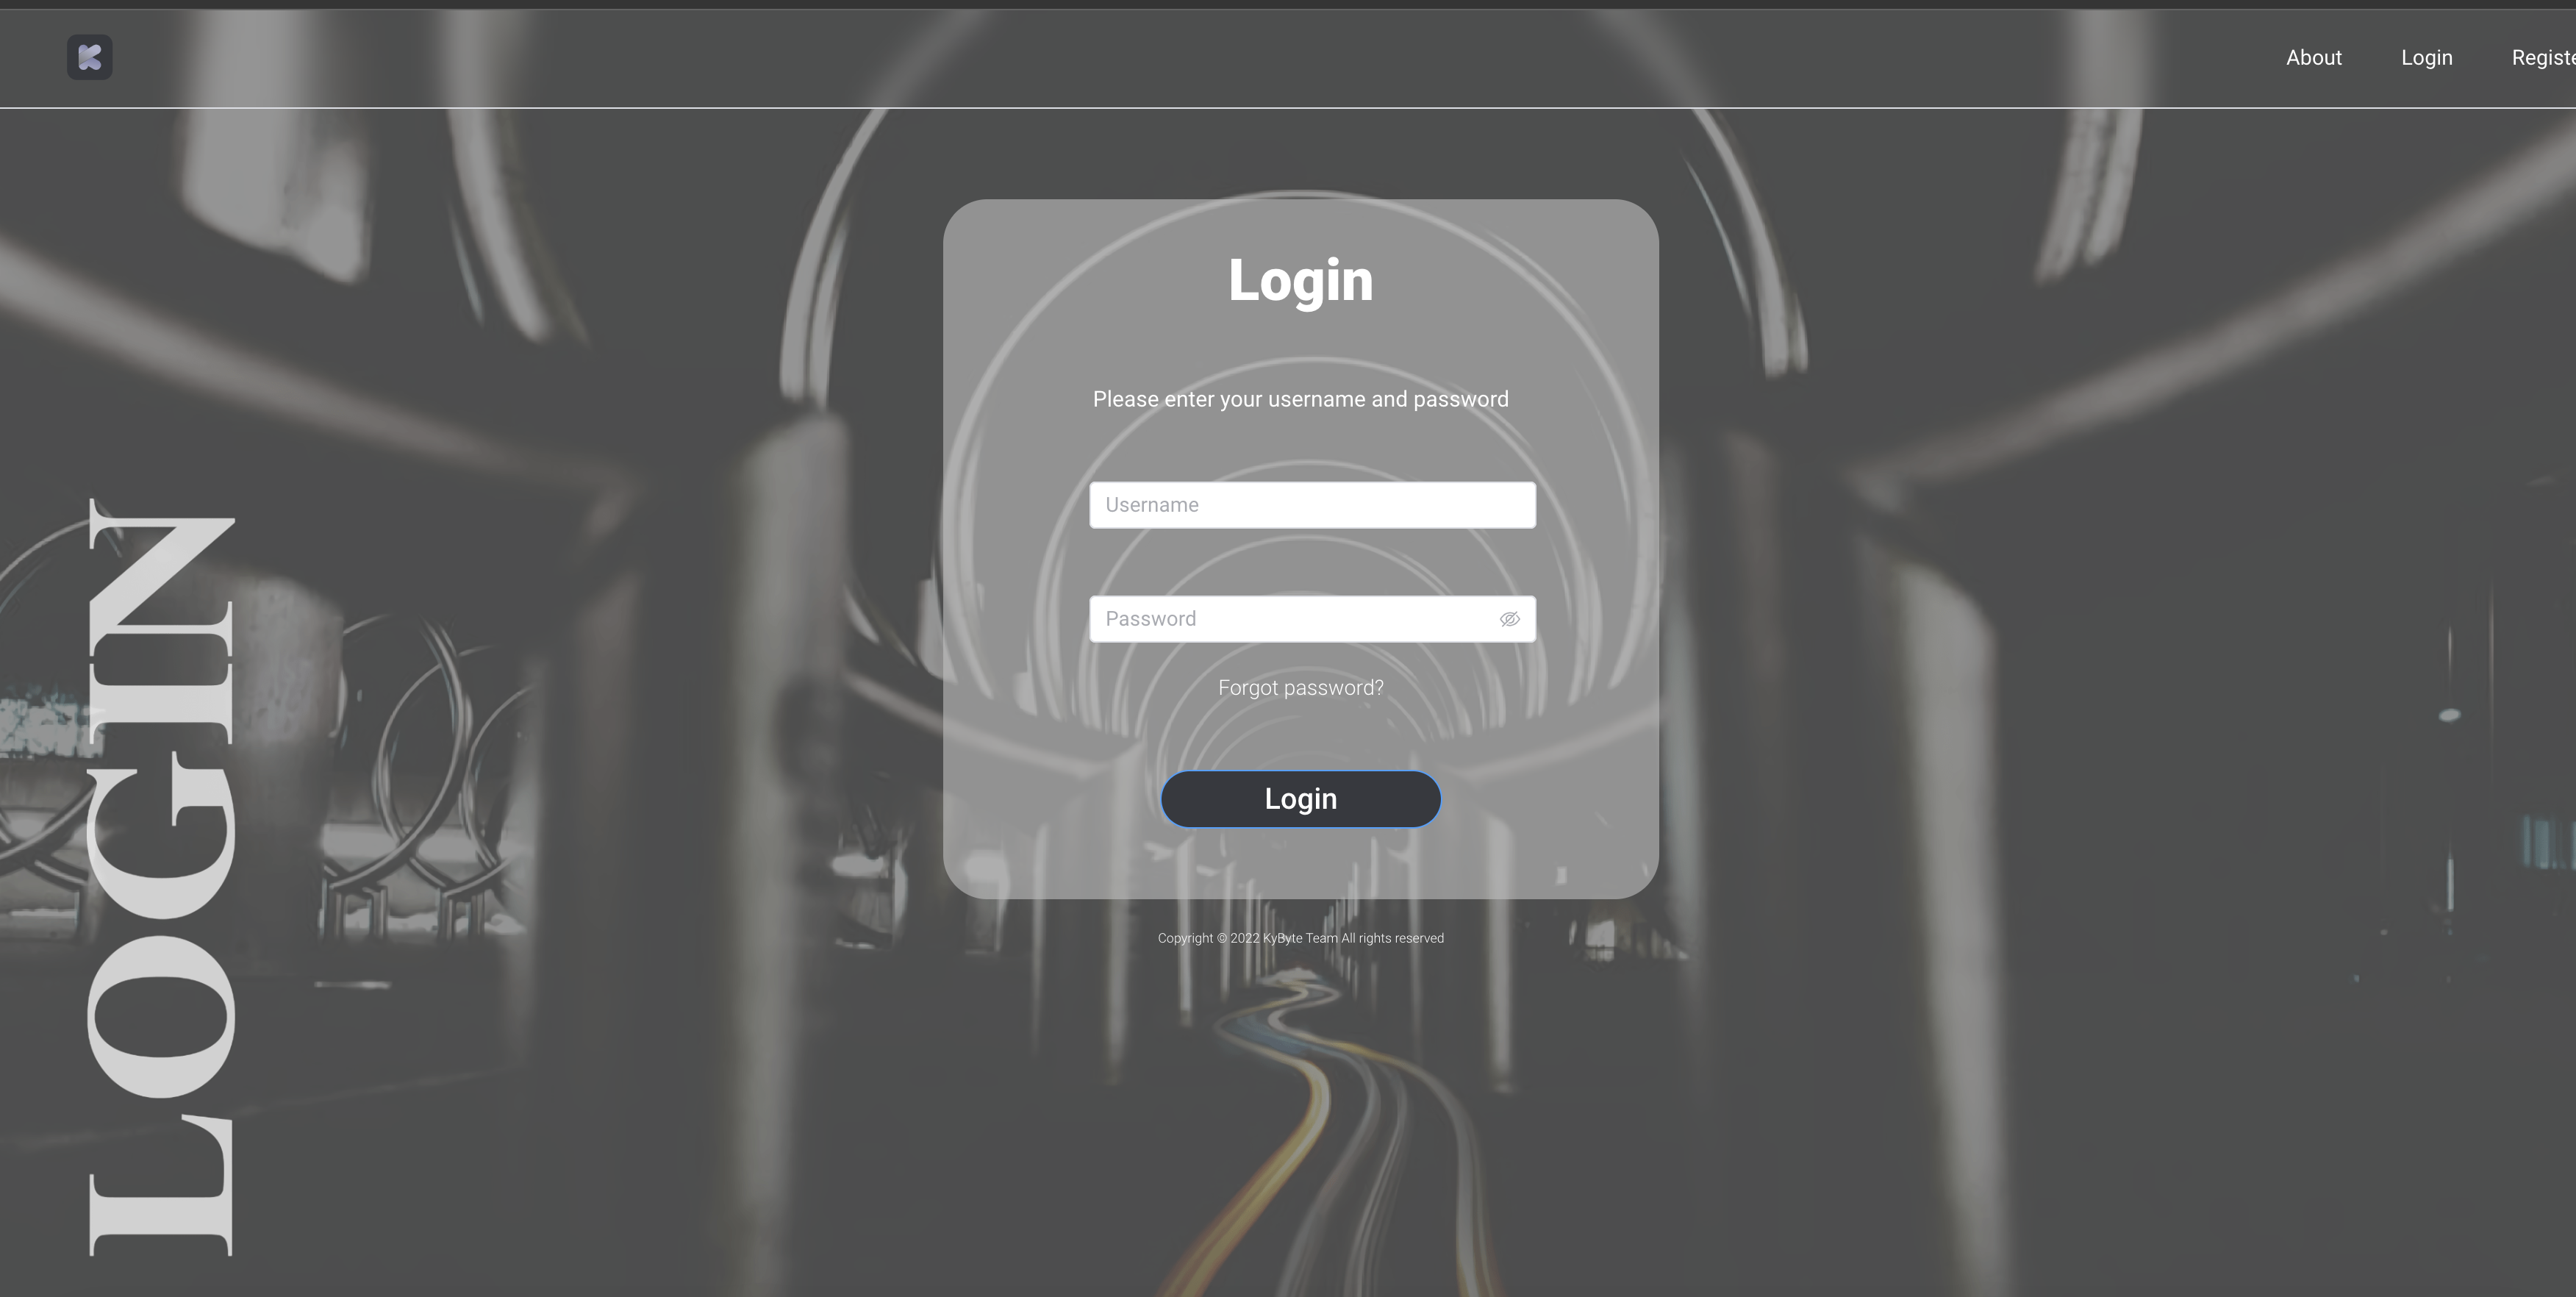 About Login Registe
Login
Please enter your username and password
Username
Password
Forgot password?
Login
Copyright © 2022 KyByte Team All rights reserved
LOGIN